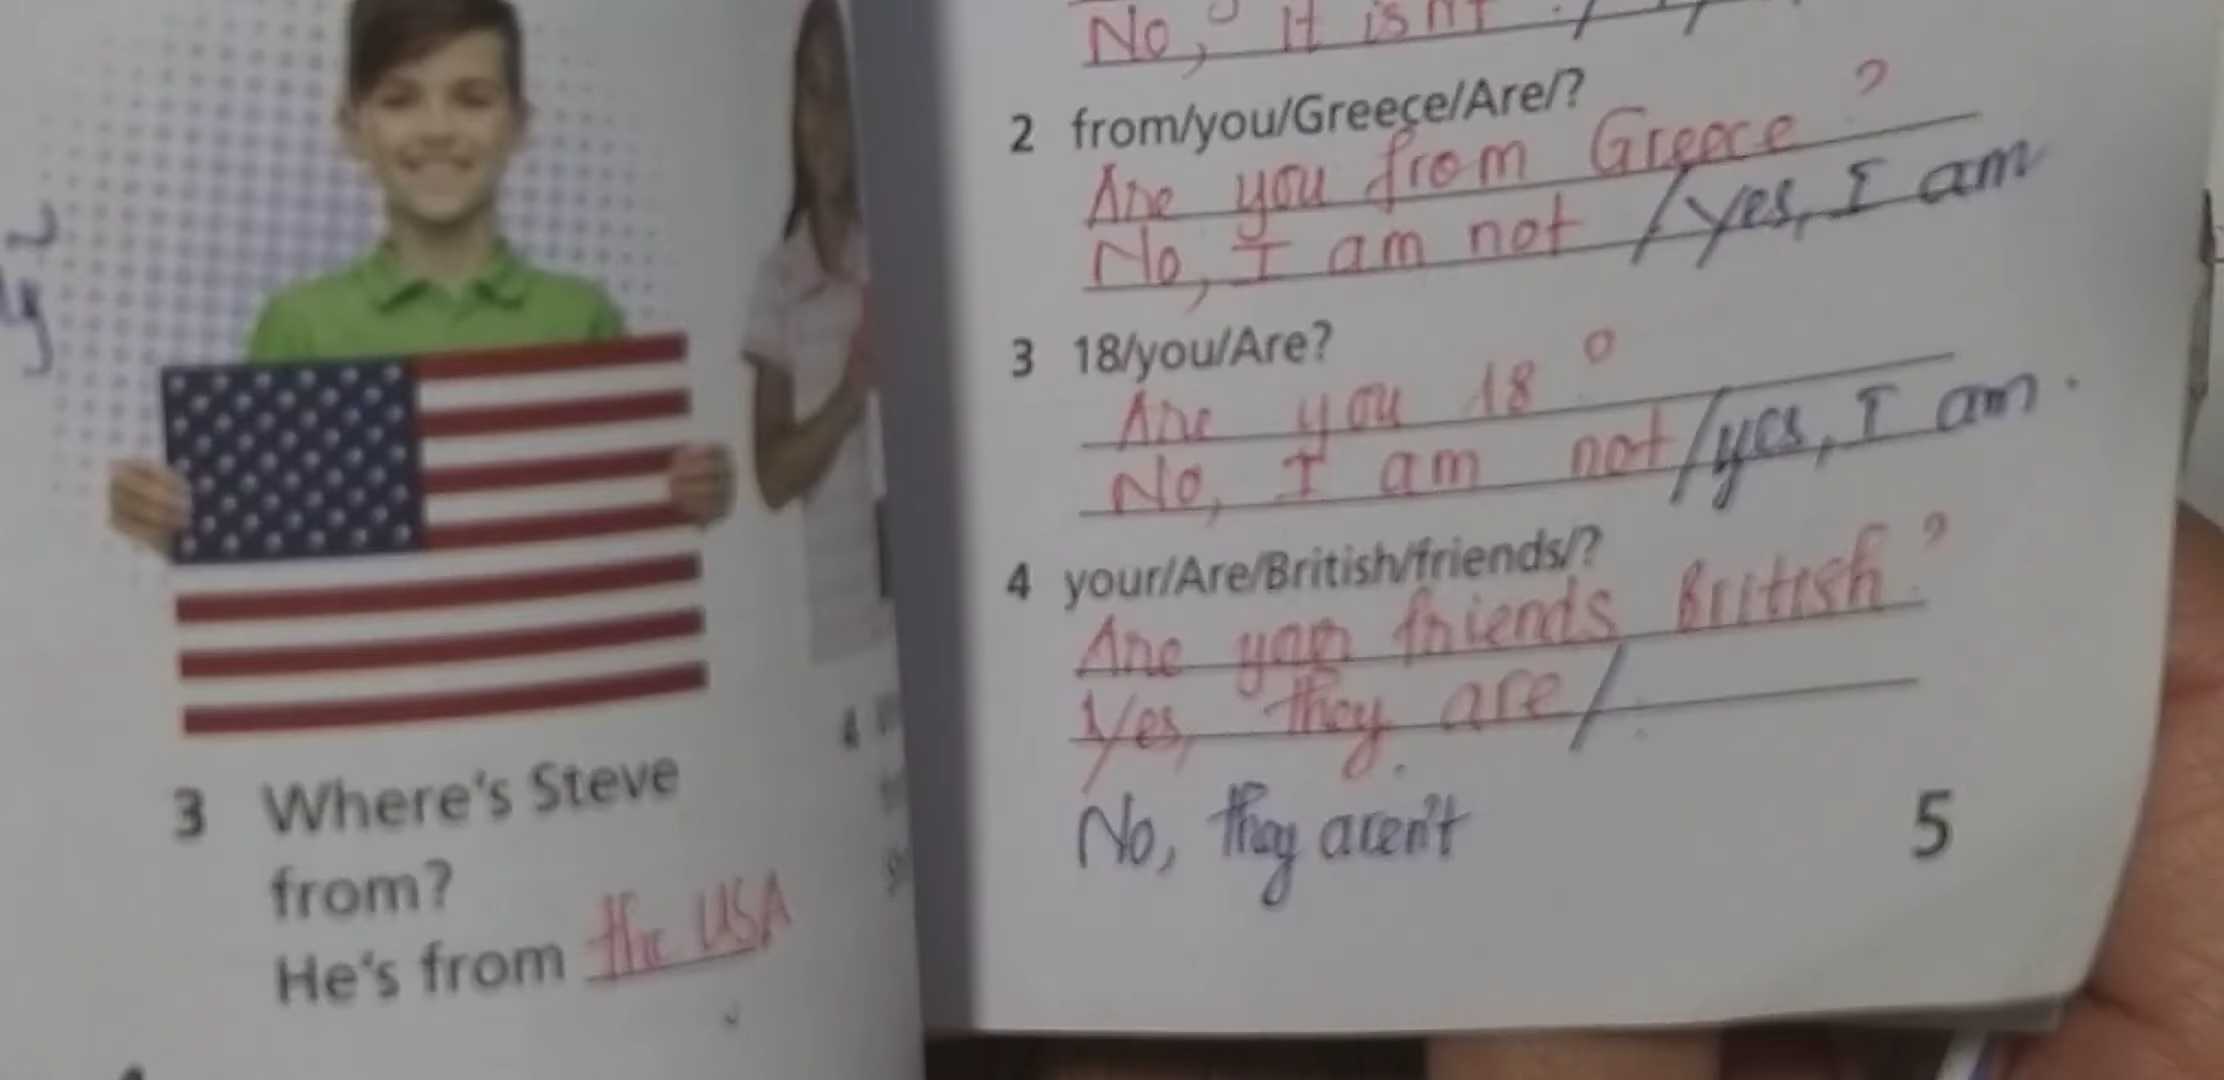 3 Where's Steve
from?
He's from the USA
4
No, it isn't . /
2 from/you/Greece/Are/?
Are you from Greece ?
No, I am not / yes, I am
3 18/you/Are?
Are you 18 ?
No, I am not / yes, I am .
4 your/Are/British/friends/?
Are your friends British ?
Yes, they are / .
No, they aren't
5